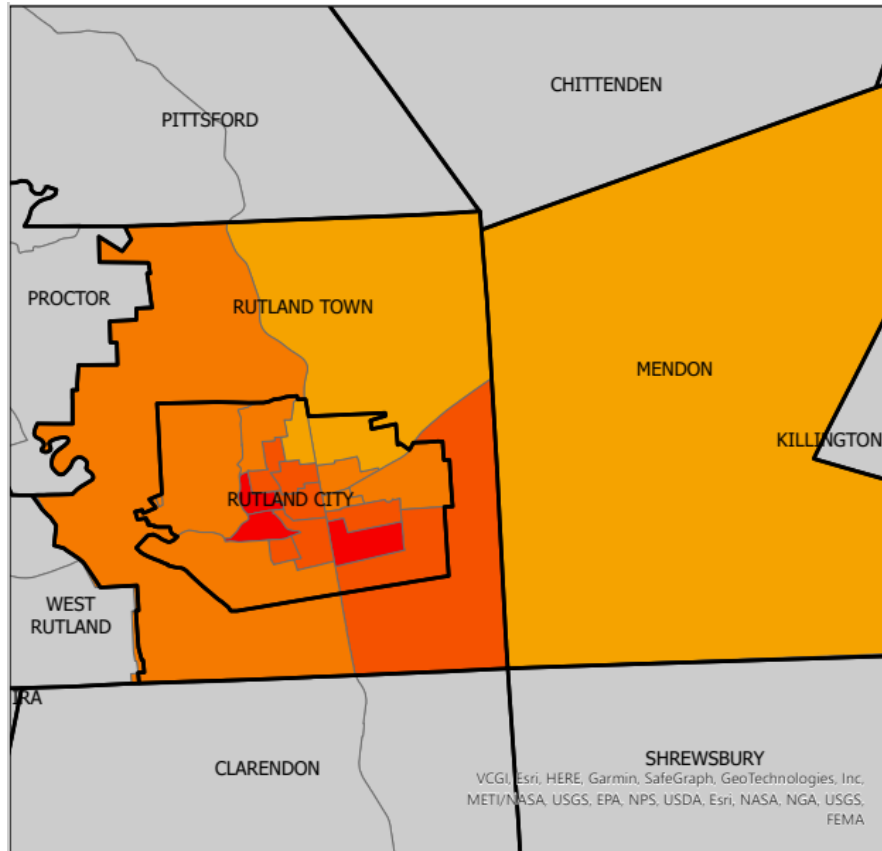 CHITTENDEN
PITTSFORD
PROCTOR
RUTLAND TOWN
MENDON
KILLINGTON
RUTLAND CITY
WEST
RUTLAND
IRA
CLARENDON
SHREWSBURY
VCGI, Esri, HERE, Garmin, SafeGraph, GeoTechnologies, Inc,
METI/NASA, USGS, EPA, NPS, USDA, Esri, NASA, NGA, USGS,
FEMA